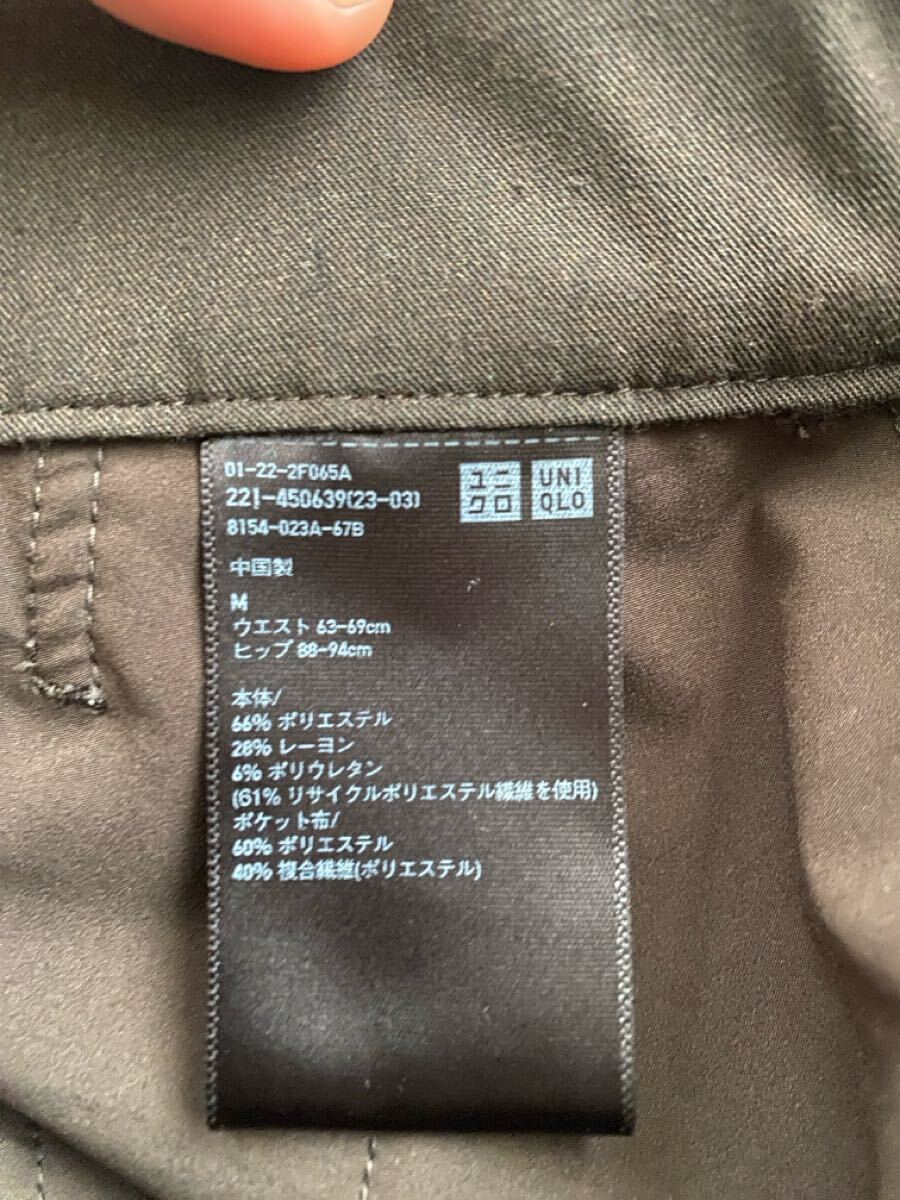 01-22-2F065A
221-450639(23-03)
8154-023A-67B
ユニクロ
UNIQLO
中国製
M
ウエスト 63-69cm
ヒップ 88-94cm
本体/
66% ポリエステル
28% レーヨン
6% ポリウレタン
(61% リサイクルポリエステル繊維を使用)
ポケット布/
60% ポリエステル
40% 複合繊維(ポリエステル)